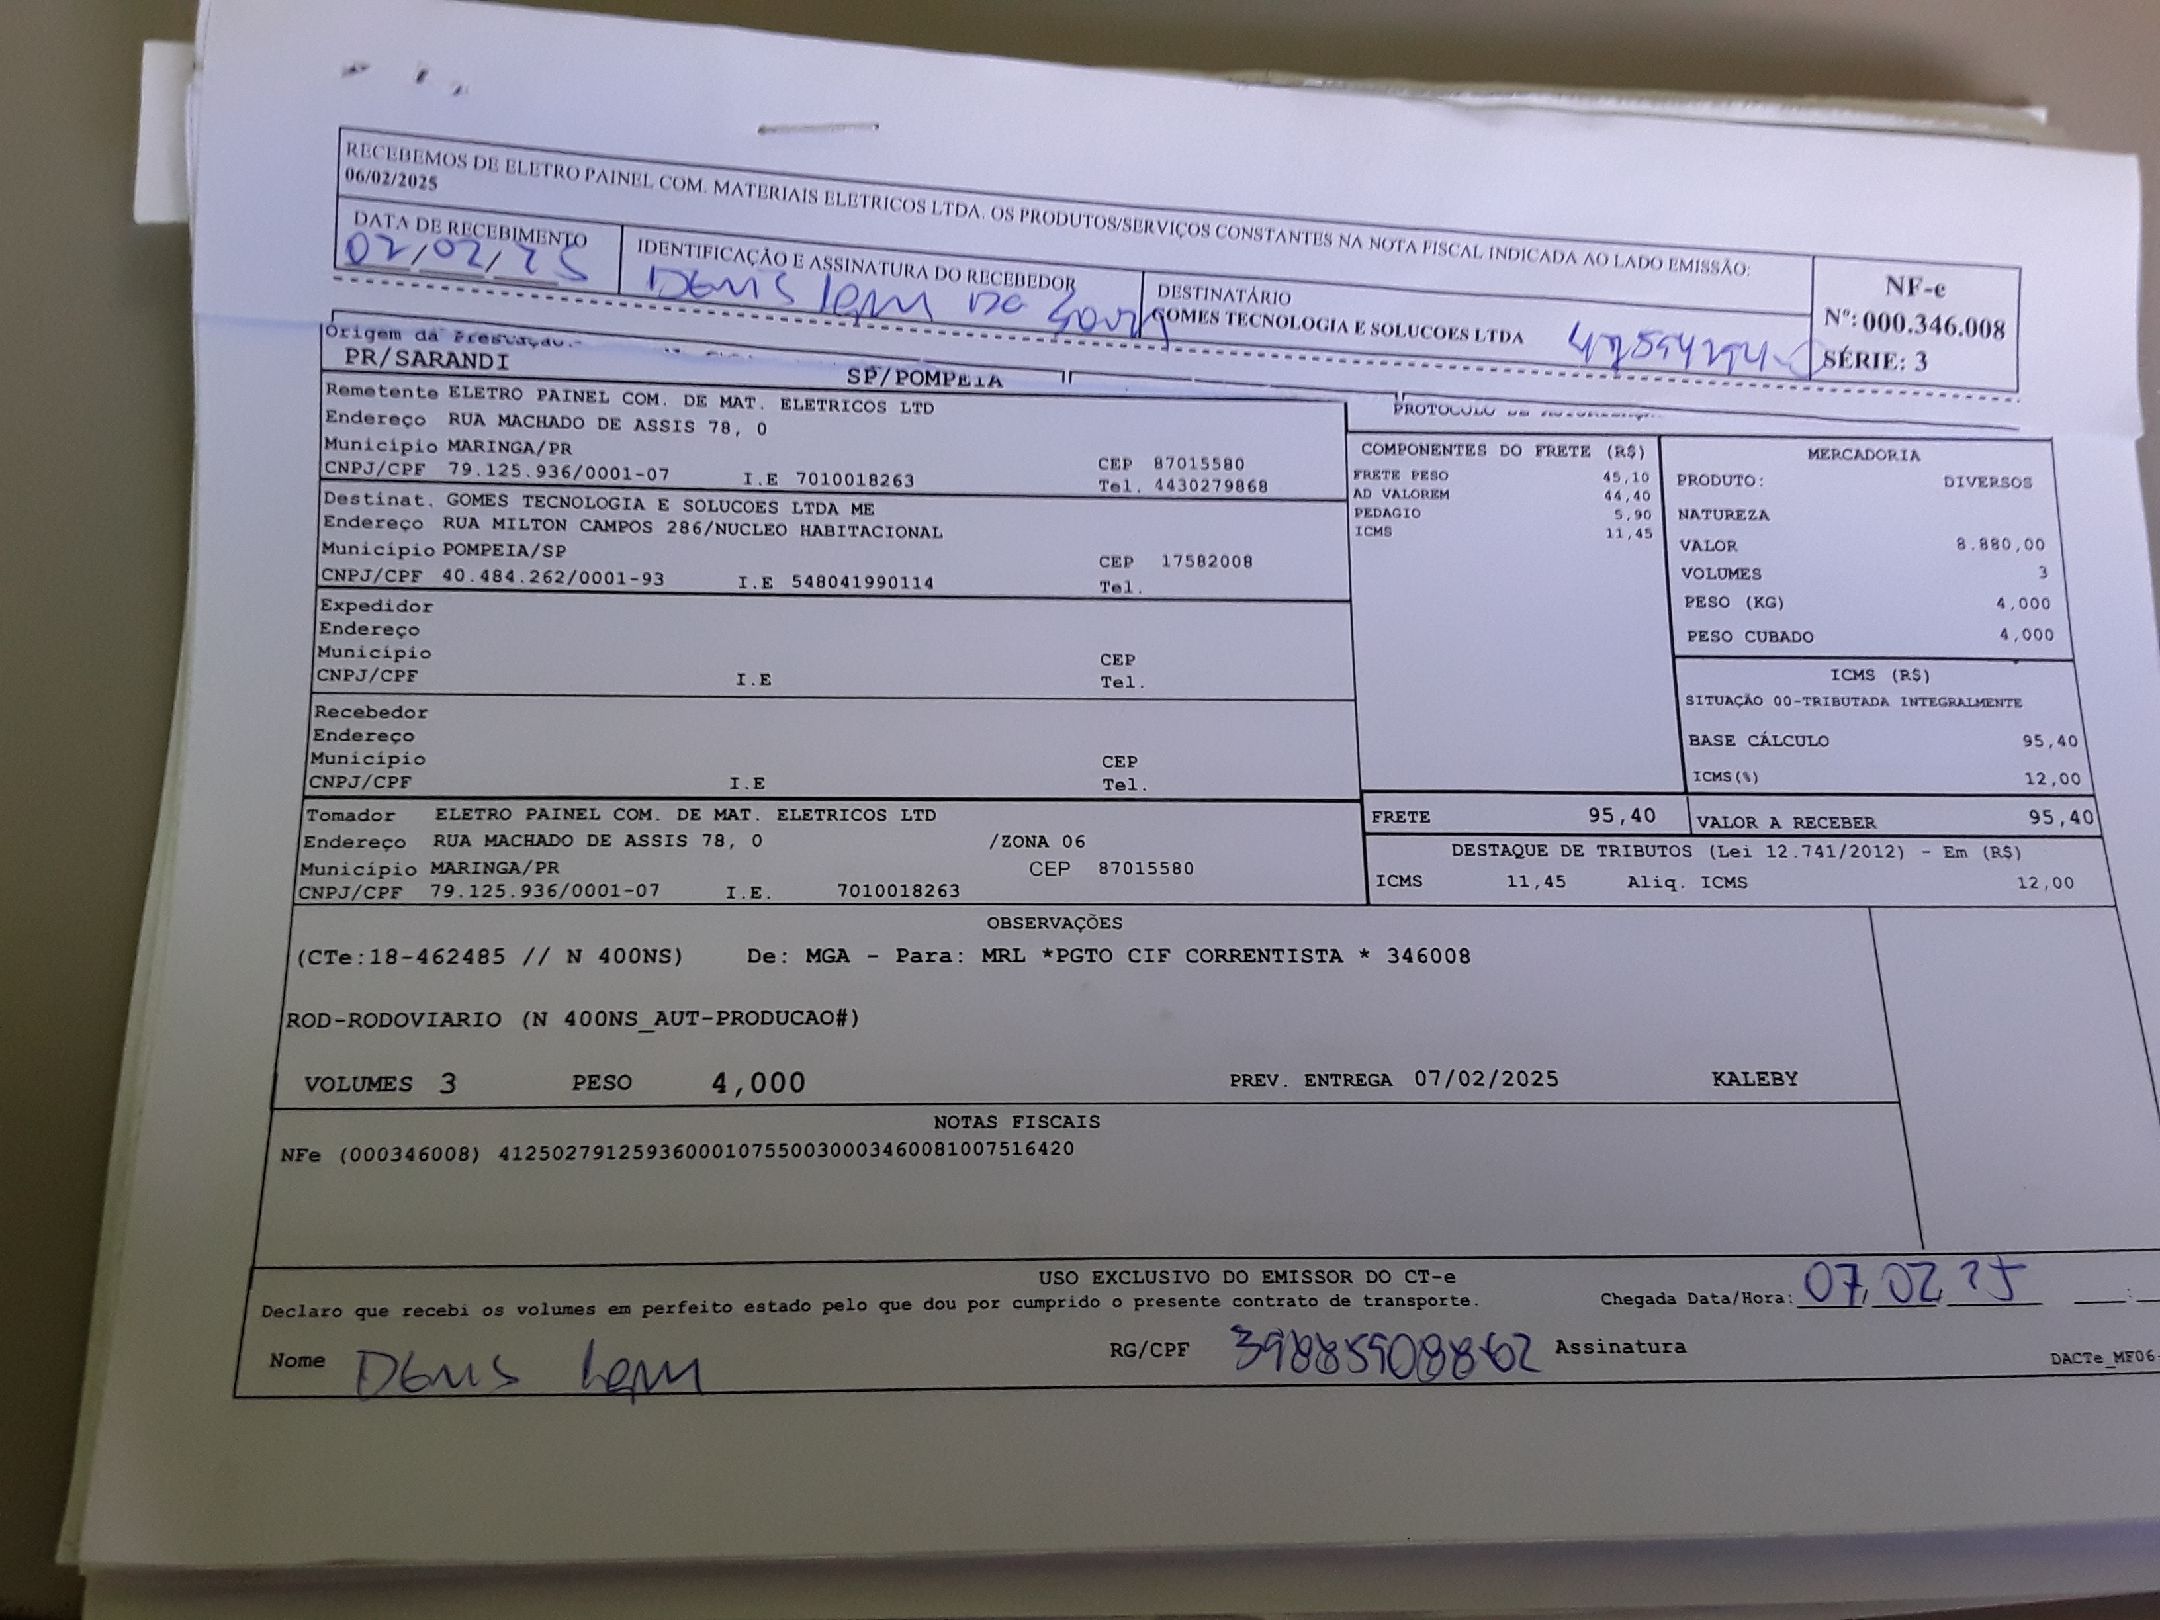 RECEBEMOS DE ELETRO PAINEL COM. MATERIAIS ELETRICOS LTDA. OS PRODUTOS/SERVIÇOS CONSTANTES NA NOTA FISCAL INDICADA AO LADO EMISSÃO:
06/02/2025
DATA DE RECEBIMENTO
IDENTIFICAÇÃO E ASSINATURA DO RECEBEDOR
DESTINATÁRIO
GOMES TECNOLOGIA E SOLUCOES LTDA
NF-e
Nº: 000.346.008
SÉRIE: 3
Origem da
PR/SARANDI
SP/POMPEIA
Remetente ELETRO PAINEL COM. DE MAT. ELETRICOS LTD
Endereço RUA MACHADO DE ASSIS 78, 0
Município MARINGA/PR CEP 87015580
CNPJ/CPF 79.125.936/0001-07 I.E 7010018263 Tel. 4430279868
Destinat. GOMES TECNOLOGIA E SOLUCOES LTDA ME
Endereço RUA MILTON CAMPOS 286/NUCLEO HABITACIONAL
Município POMPEIA/SP CEP 17582008
CNPJ/CPF 40.484.262/0001-93 I.E 548041990114 Tel.
Expedidor
Endereço
Município CEP
CNPJ/CPF I.E Tel.
Recebedor
Endereço
Município CEP
CNPJ/CPF I.E Tel.
Tomador ELETRO PAINEL COM. DE MAT. ELETRICOS LTD
Endereço RUA MACHADO DE ASSIS 78, 0 /ZONA 06
Município MARINGA/PR CEP 87015580
CNPJ/CPF 79.125.936/0001-07 I.E. 7010018263
PROTOCOLO DE
COMPONENTES DO FRETE (R$)
FRETE PESO 45,10
AD VALOREM 44,40
PEDAGIO 5,90
ICMS 11,45
MERCADORIA
PRODUTO: DIVERSOS
NATUREZA
VALOR 8.880,00
VOLUMES 3
PESO (KG) 4,000
PESO CUBADO 4,000
ICMS (R$)
SITUAÇÃO 00-TRIBUTADA INTEGRALMENTE
BASE CÁLCULO 95,40
ICMS(%) 12,00
FRETE 95,40 VALOR A RECEBER 95,40
DESTAQUE DE TRIBUTOS (Lei 12.741/2012) - Em (R$)
ICMS 11,45 Aliq. ICMS 12,00
OBSERVAÇÕES
(CTe:18-462485 // N 400NS) De: MGA - Para: MRL *PGTO CIF CORRENTISTA * 346008
ROD-RODOVIARIO (N 400NS_AUT-PRODUCAO#)
VOLUMES 3 PESO 4,000 PREV. ENTREGA 07/02/2025 KALEBY
NOTAS FISCAIS
NFe (000346008) 41250279125936000107550030003460081007516420
USO EXCLUSIVO DO EMISSOR DO CT-e
Declaro que recebi os volumes em perfeito estado pelo que dou por cumprido o presente contrato de transporte. Chegada Data/Hora: 07 02 25
Nome RG/CPF 39885908862 Assinatura
DACTe_MF06